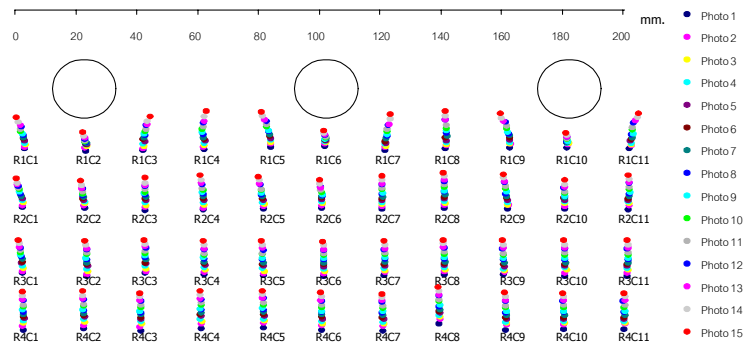 mm.
0 20 40 60 80 100 120 140 160 180 200
R1C1 R1C2 R1C3 R1C4 R1C5 R1C6 R1C7 R1C8 R1C9 R1C10 R1C11
R2C1 R2C2 R2C3 R2C4 R2C5 R2C6 R2C7 R2C8 R2C9 R2C10 R2C11
R3C1 R3C2 R3C3 R3C4 R3C5 R3C6 R3C7 R3C8 R3C9 R3C10 R3C11
R4C1 R4C2 R4C3 R4C4 R4C5 R4C6 R4C7 R4C8 R4C9 R4C10 R4C11
Photo 1
Photo 2
Photo 3
Photo 4
Photo 5
Photo 6
Photo 7
Photo 8
Photo 9
Photo 10
Photo 11
Photo 12
Photo 13
Photo 14
Photo 15